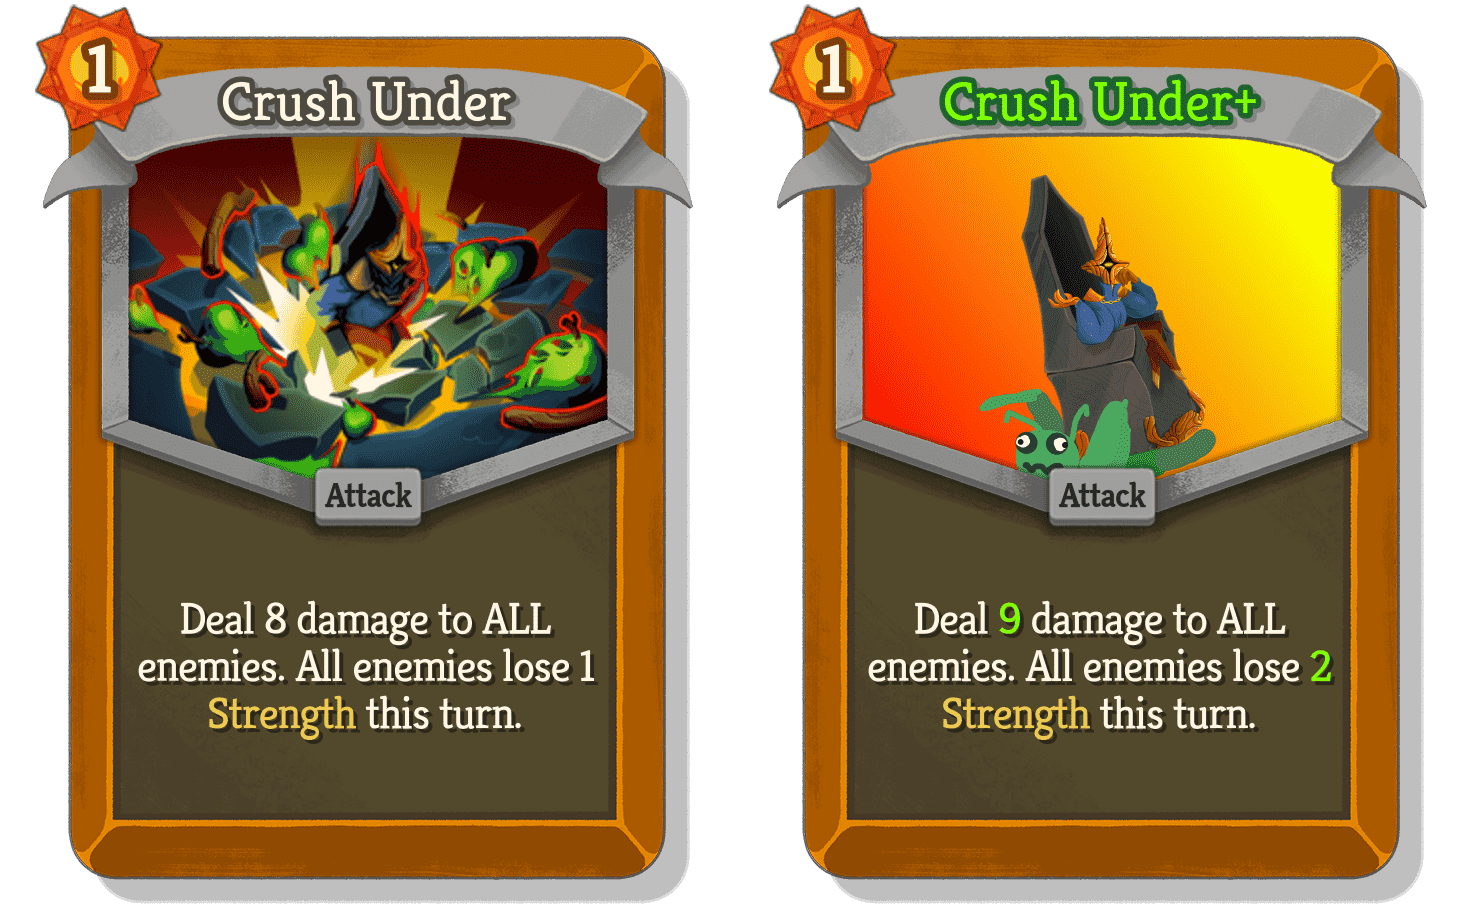 1
Crush Under
Attack
Deal 8 damage to ALL
enemies. All enemies lose 1
Strength this turn.
1
Crush Under+
Attack
Deal 9 damage to ALL
enemies. All enemies lose 2
Strength this turn.